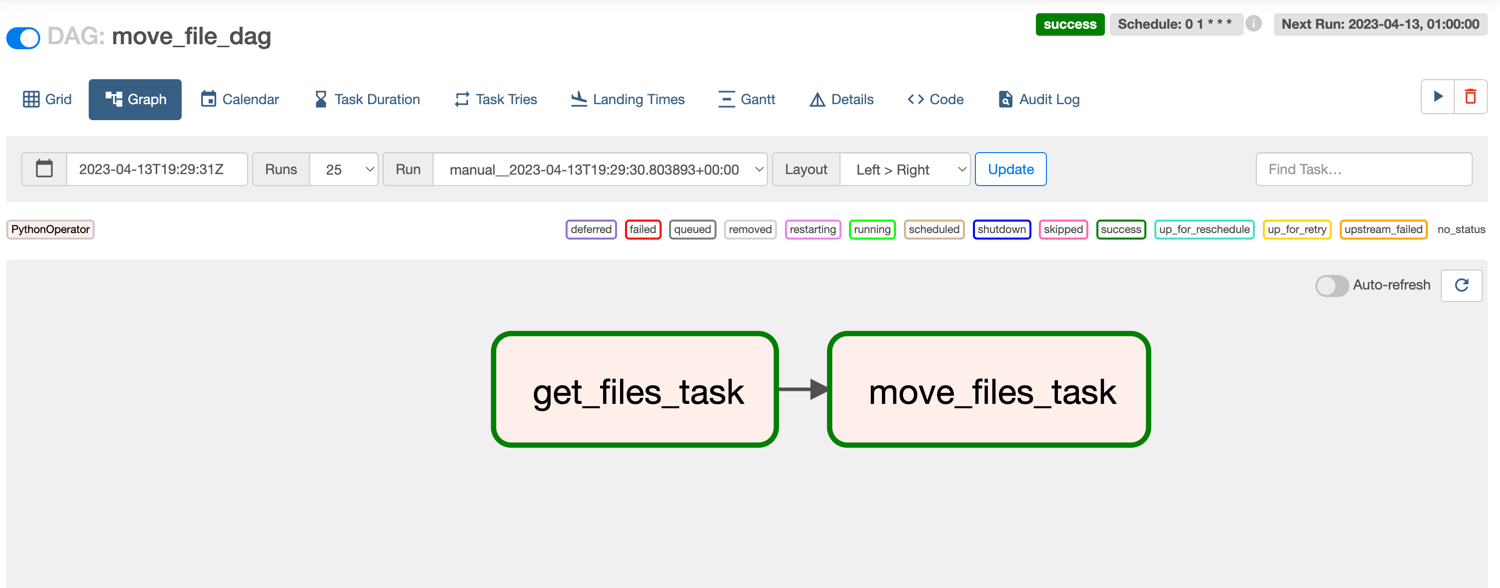 DAG: move_file_dag
success Schedule: 0 1 * * * Next Run: 2023-04-13, 01:00:00
Grid Graph Calendar Task Duration Task Tries Landing Times Gantt Details Code Audit Log
2023-04-13T19:29:31Z Runs 25 Run manual__2023-04-13T19:29:30.803893+00:00 Layout Left > Right Update Find Task...
PythonOperator deferred failed queued removed restarting running scheduled shutdown skipped success up_for_reschedule up_for_retry upstream_failed no_status
Auto-refresh
get_files_task move_files_task